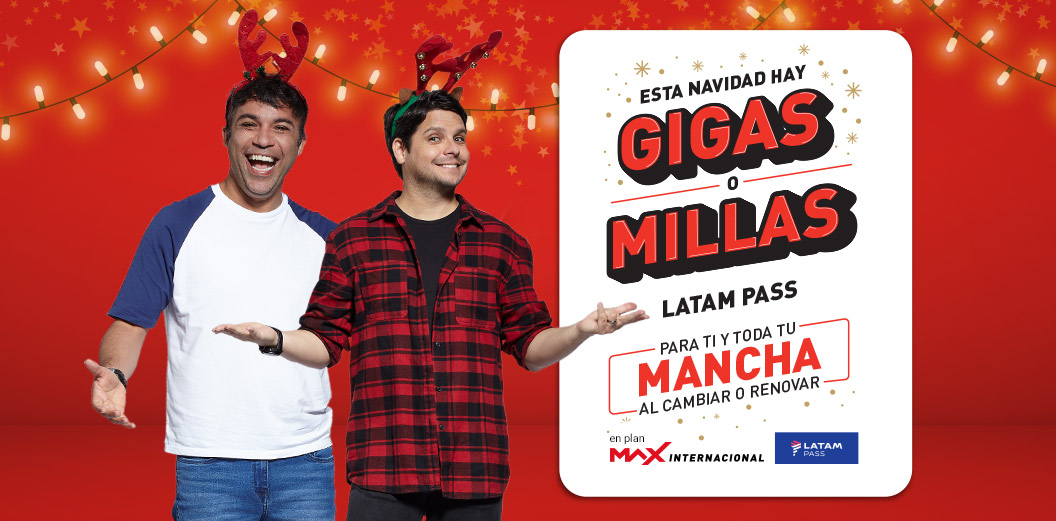 ESTA NAVIDAD HAY
GIGAS
O
MILLAS
LATAM PASS
PARA TI Y TODA TU
MANCHA
AL CAMBIAR O RENOVAR
en plan
MAX INTERNACIONAL
LATAM
PASS